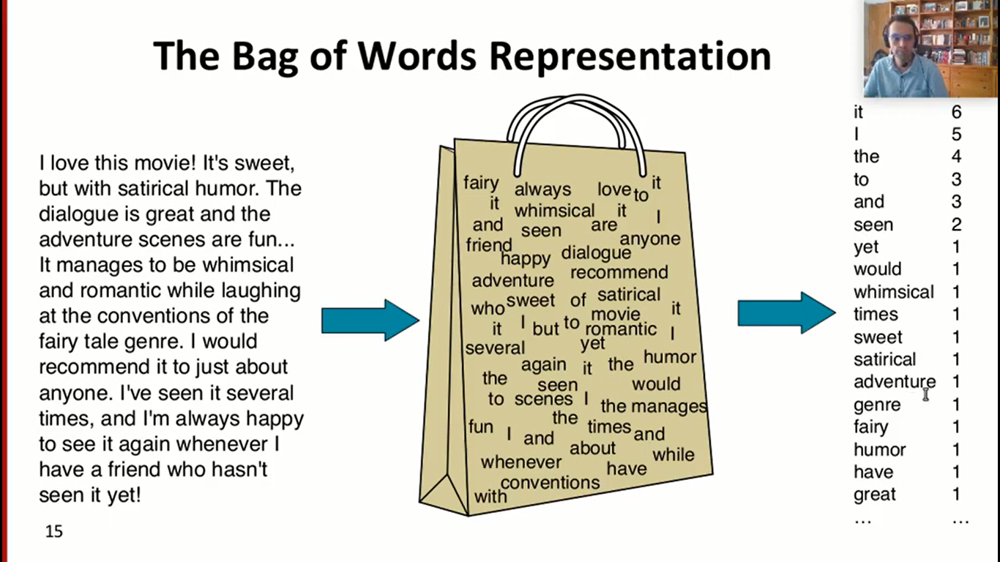 The Bag of Words Representation
I love this movie! It's sweet,
but with satirical humor. The
dialogue is great and the
adventure scenes are fun...
It manages to be whimsical
and romantic while laughing
at the conventions of the
fairy tale genre. I would
recommend it to just about
anyone. I've seen it several
times, and I'm always happy
to see it again whenever I
have a friend who hasn't
seen it yet!
fairy always love to it
it whimsical it I
and seen are anyone
friend happy dialogue
adventure recommend
who sweet of satirical it
it I but to movie romantic I
several yet
again it the humor
the seen would
to scenes I the manages
fun I and the times and
whenever about while
have
conventions
with
it 6
I 5
the 4
to 3
and 3
seen 2
yet 1
would 1
whimsical 1
times 1
sweet 1
satirical 1
adventure 1
genre 1
fairy 1
humor 1
have 1
great 1
... ...
15